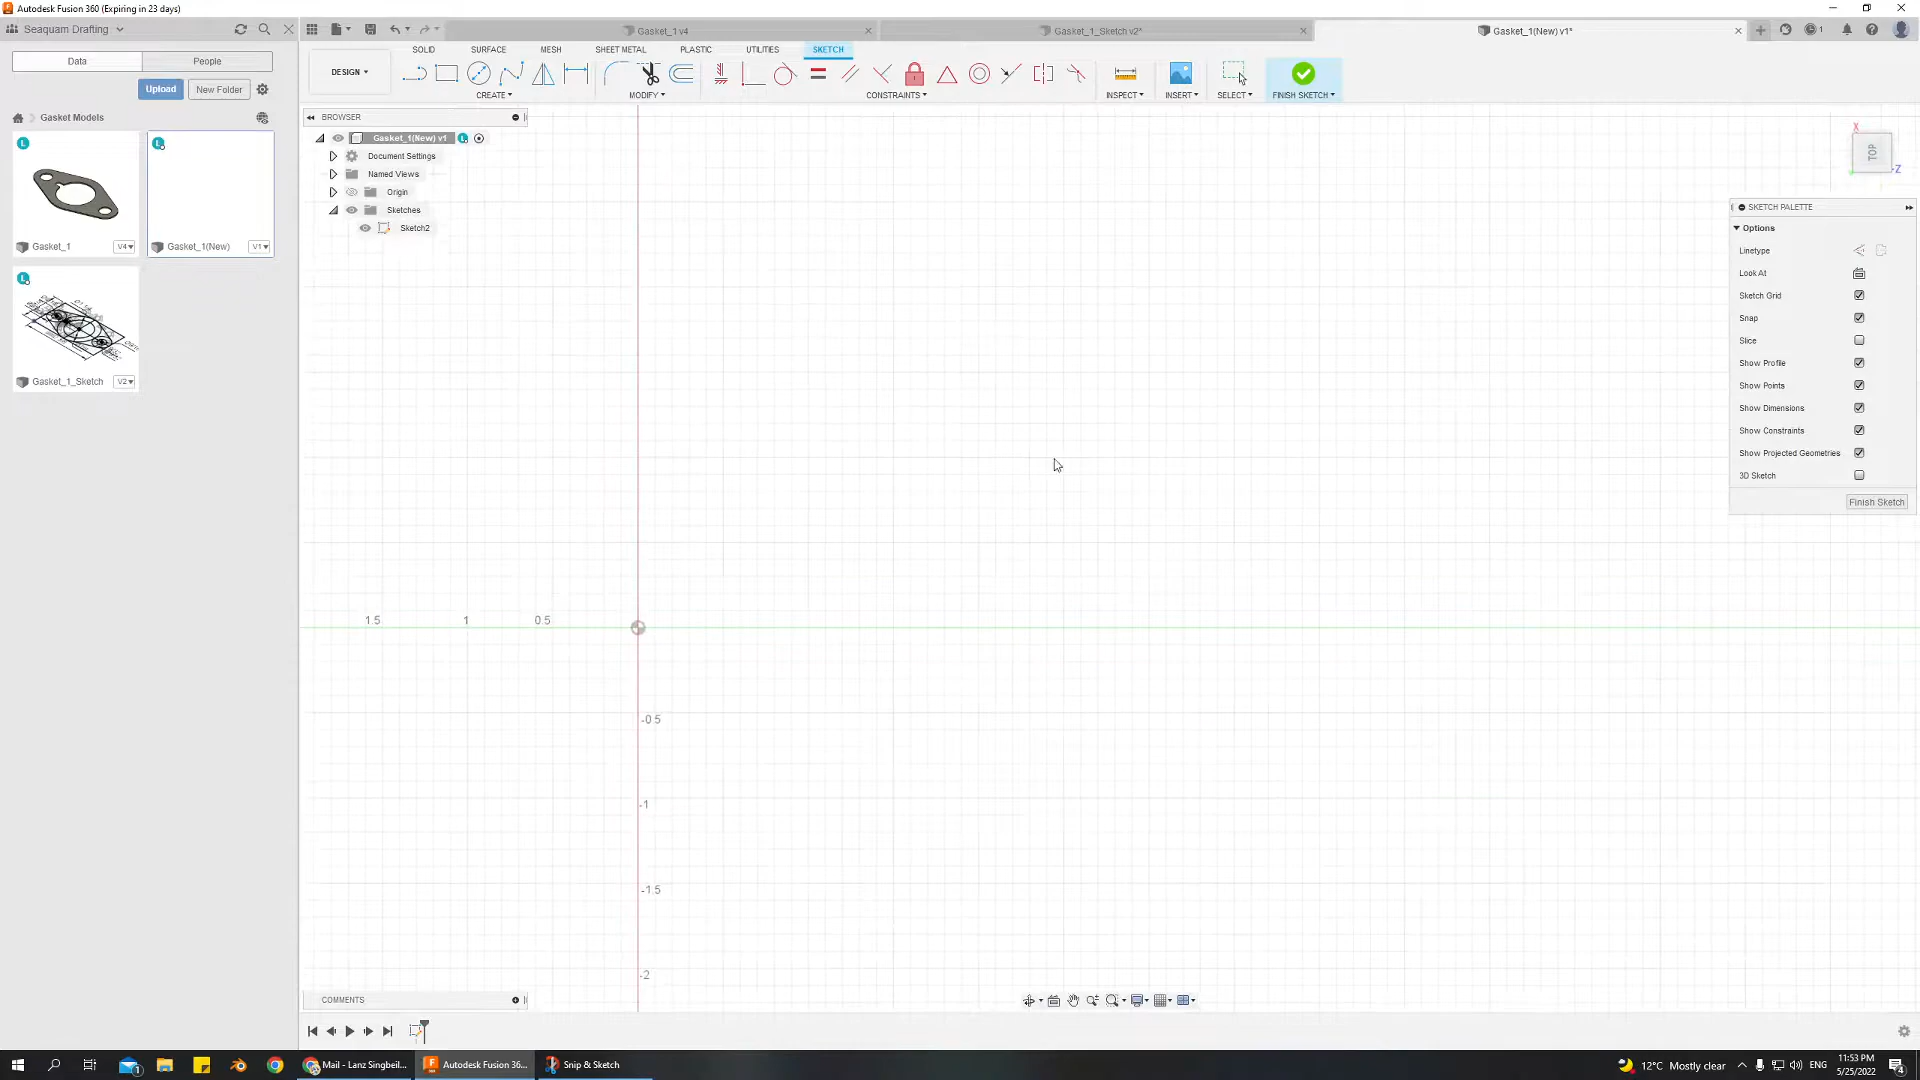 Autodesk Fusion 360 (Expiring in 23 days)
Seaquam Drafting
Gasket_1 v4
Gasket_1_Sketch v2*
Gasket_1(New) v1*
1
Data
People
Upload
New Folder
Gasket Models
Gasket_1
V4
Gasket_1(New)
V1
Gasket_1_Sketch
V2
SOLID
SURFACE
MESH
SHEET METAL
PLASTIC
UTILITIES
SKETCH
DESIGN
CREATE
MODIFY
CONSTRAINTS
INSPECT
INSERT
SELECT
FINISH SKETCH
BROWSER
Gasket_1(New) v1
Document Settings
Named Views
Origin
Sketches
Sketch2
X
TOP
Z
SKETCH PALETTE
Options
Linetype
Look At
Sketch Grid
Snap
Slice
Show Profile
Show Points
Show Dimensions
Show Constraints
Show Projected Geometries
3D Sketch
Finish Sketch
1.5
1
0.5
-0.5
-1
-1.5
-2
COMMENTS
1
Mail - Lanz Singbeil...
Autodesk Fusion 36...
Snip & Sketch
12°C Mostly clear
ENG
11:53 PM
5/25/2022
4